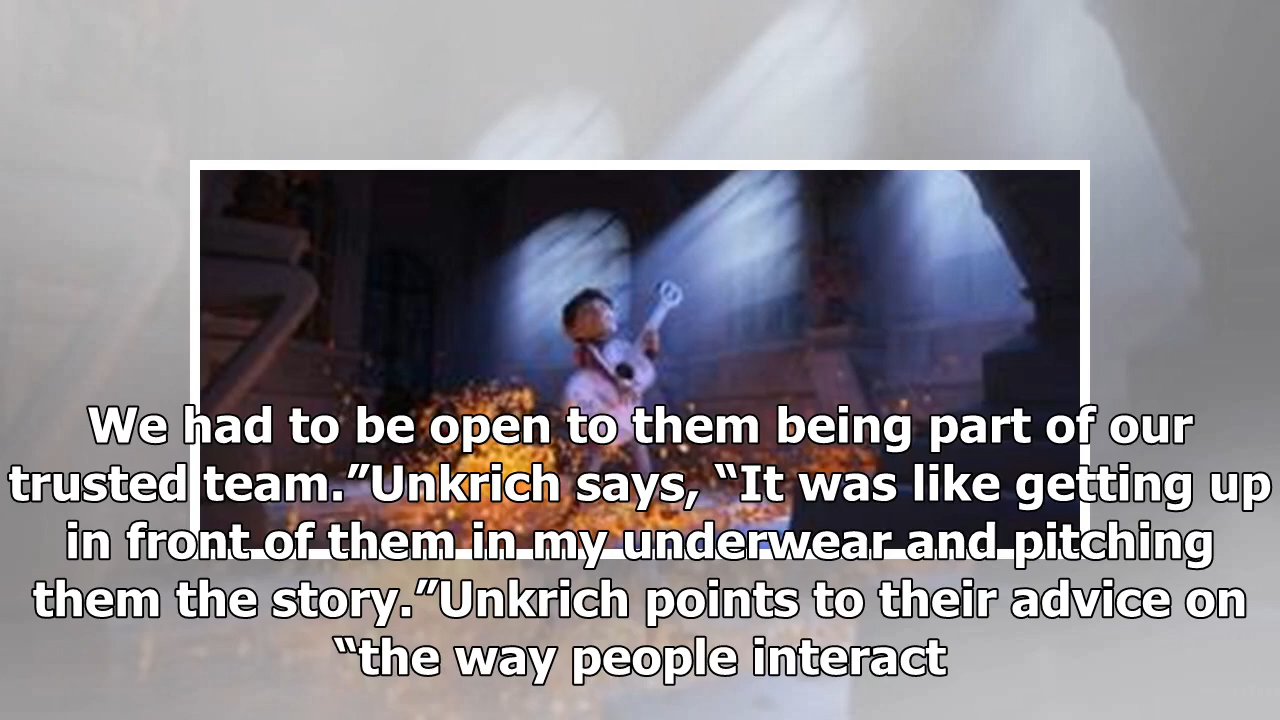 We had to be open to them being part of our
trusted team.”Unkrich says, “It was like getting up
in front of them in my underwear and pitching
them the story.”Unkrich points to their advice on
“the way people interact